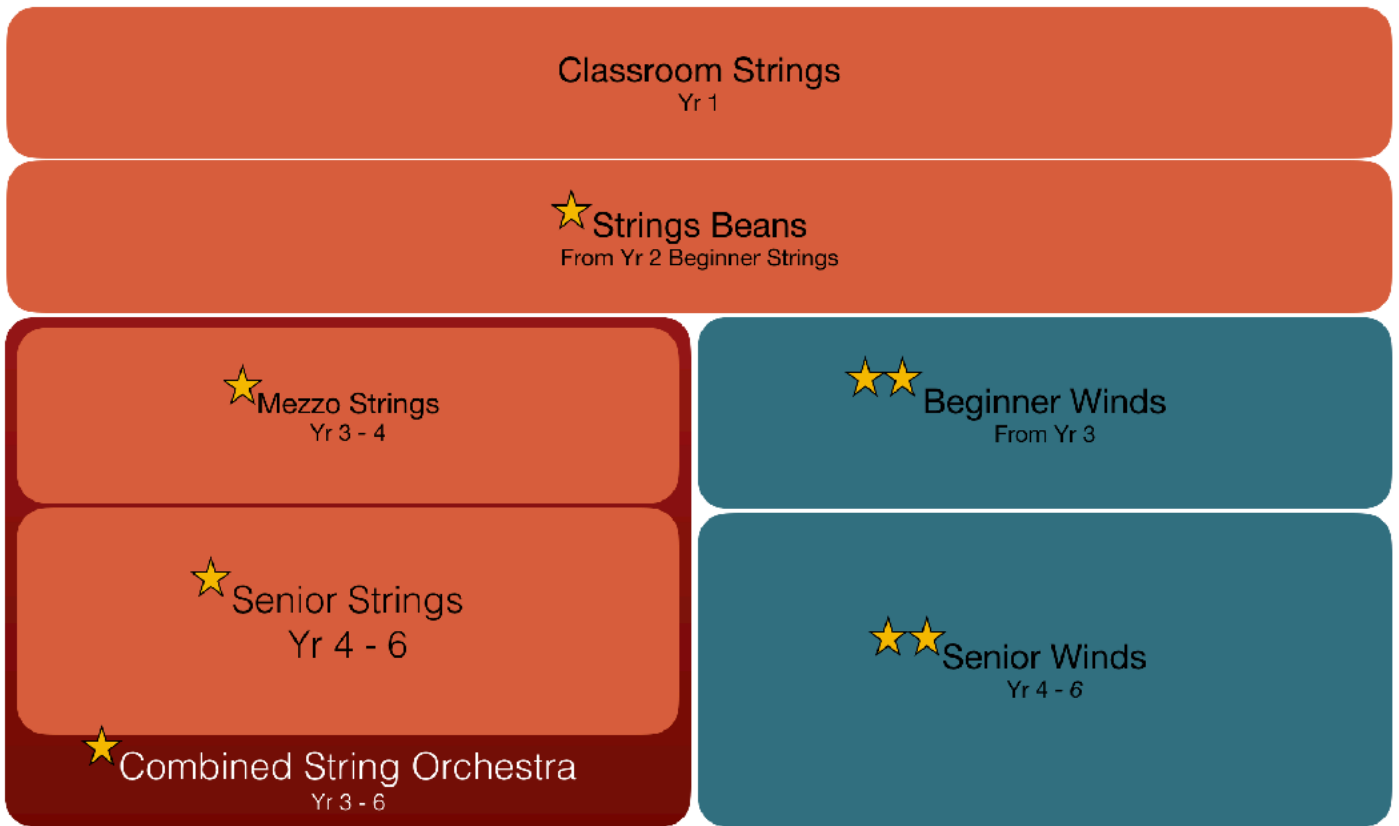 Classroom Strings
Yr 1
Strings Beans
From Yr 2 Beginner Strings
Mezzo Strings
Yr 3 - 4
Senior Strings
Yr 4 - 6
Combined String Orchestra
Yr 3 - 6
Beginner Winds
From Yr 3
Senior Winds
Yr 4 - 6